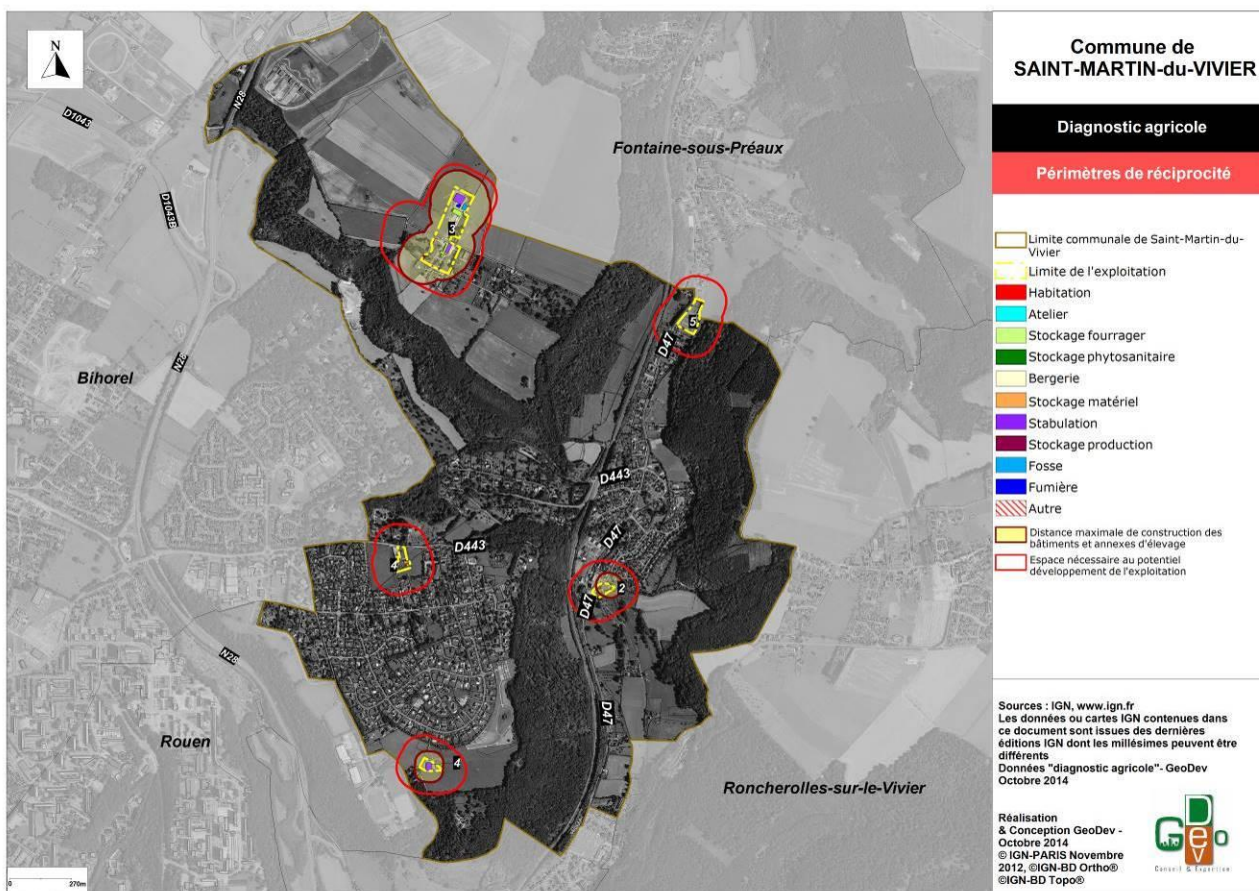 N
D1043
N28
D1043B
Fontaine-sous-Préaux
3
5
D47
Bihorel
N28
D443
D47
D443
4
2
D47
N28
D47
Rouen
4
Roncherolles-sur-le-Vivier
0
270m
Commune de
SAINT-MARTIN-du-VIVIER
Diagnostic agricole
Périmètres de réciprocité
Limite communale de Saint-Martin-du-
Vivier
Limite de l'exploitation
Habitation
Atelier
Stockage fourrager
Stockage phytosanitaire
Bergerie
Stockage matériel
Stabulation
Stockage production
Fosse
Fumière
Autre
Distance maximale de construction des
bâtiments et annexes d'élevage
Espace nécessaire au potentiel
développement de l'exploitation
Sources : IGN, www.ign.fr
Les données ou cartes IGN contenues dans
ce document sont issues des dernières
éditions IGN dont les millésimes peuvent être
différents
Données "diagnostic agricole"- GeoDev
Octobre 2014
Réalisation
& Conception GeoDev -
Octobre 2014
© IGN-PARIS Novembre
2012, ©IGN-BD Ortho®
©IGN-BD Topo®
Geo Dev
Conseil & Expertise